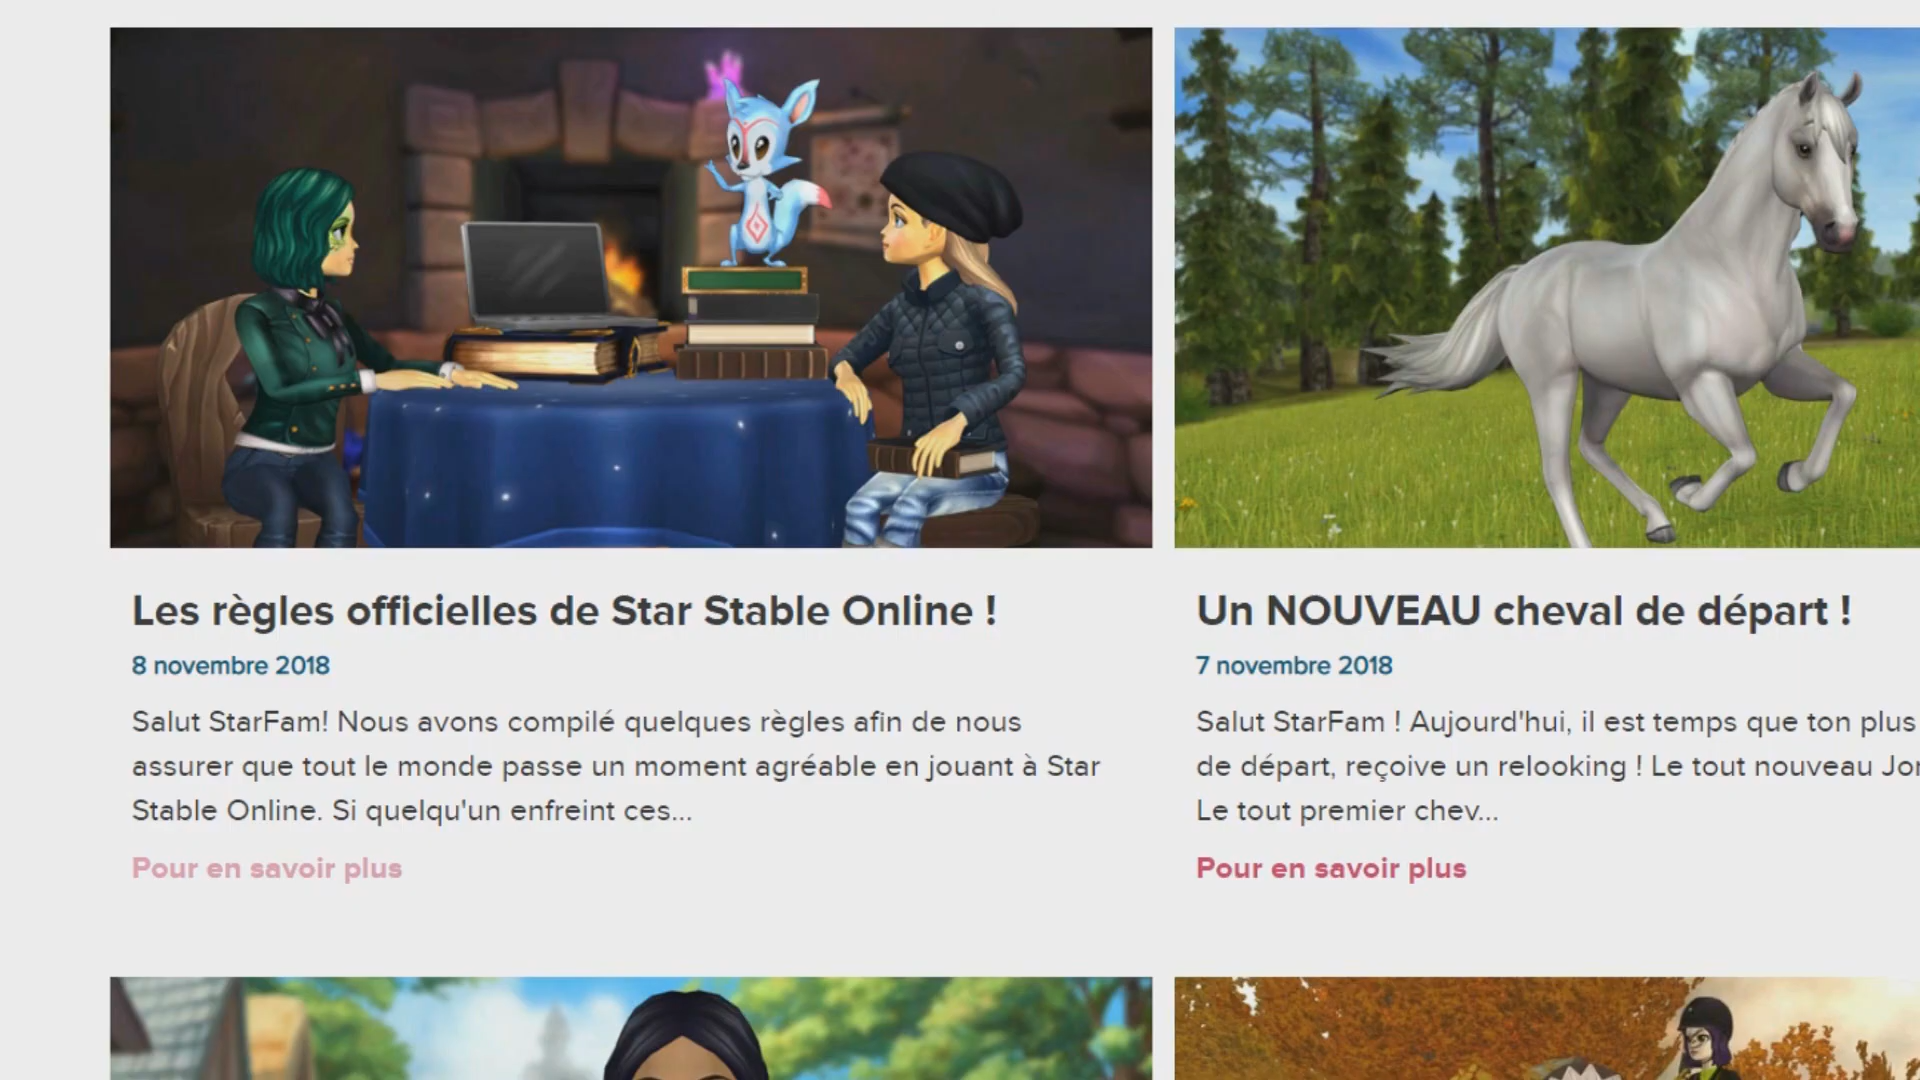 Les règles officielles de Star Stable Online !
8 novembre 2018
Salut StarFam! Nous avons compilé quelques règles afin de nous
assurer que tout le monde passe un moment agréable en jouant à Star
Stable Online. Si quelqu'un enfreint ces...
Pour en savoir plus
Un NOUVEAU cheval de départ !
7 novembre 2018
Salut StarFam ! Aujourd'hui, il est temps que ton plus
de départ, reçoive un relooking ! Le tout nouveau
Le tout premier chev...
Pour en savoir plus